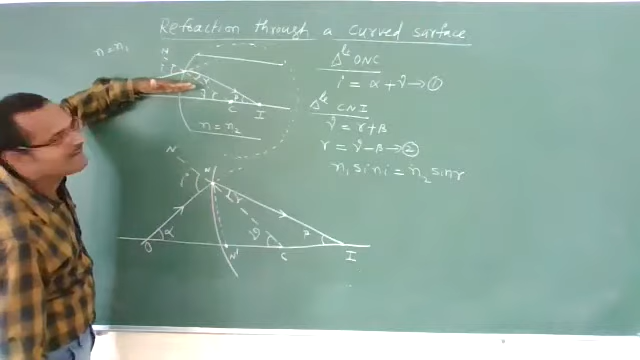 Refraction through a curved surface
n=n₁
N
i
r
γ
C
I
n=n₂
Δle ONC
i = α + γ → ①
Δle CNI
γ = r + β
r = γ − β → ②
n₁ sin i = n₂ sin r
N
i
N
r
O
α
N'
γ
C
β
I